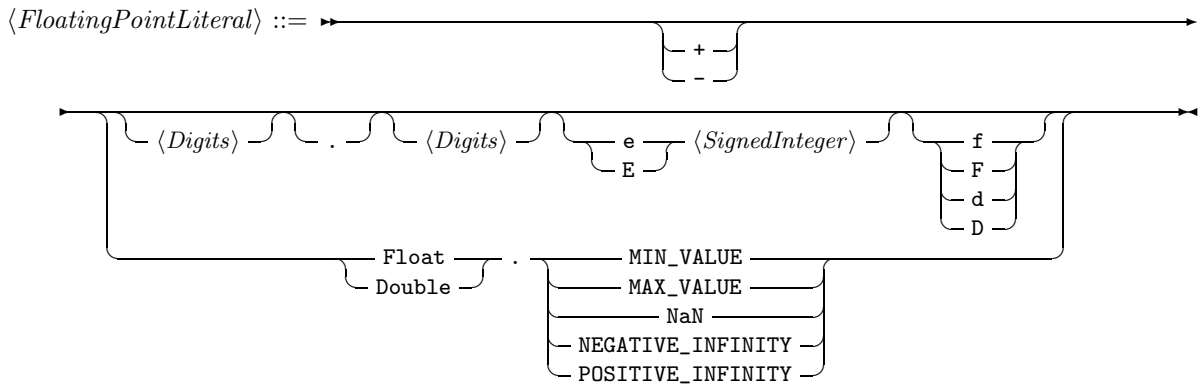 ⟨FloatingPointLiteral⟩ ::=
+
-
⟨Digits⟩ . ⟨Digits⟩ e ⟨SignedInteger⟩ f
E F
d
D
Float . MIN_VALUE
Double MAX_VALUE
NaN
NEGATIVE_INFINITY
POSITIVE_INFINITY